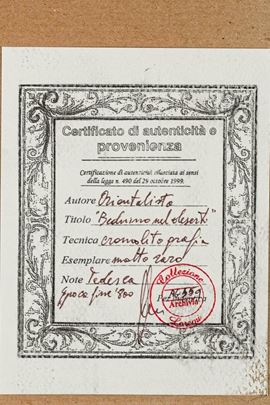 Certificato di autenticità e
provenienza
Certificazione di autenticità rilasciata ai sensi
della legge n. 490 del 29 ottobre 1999.
Autore Orientalista
Titolo "Beduino nel deserto"
Tecnica cromolitografia
Esemplare molto raro
Note Tedesca
Epoca fine '800
Collezione
Archivio